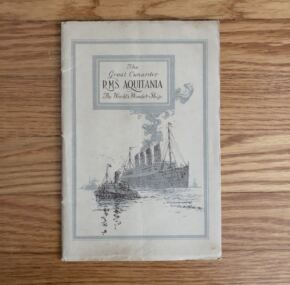 The
Great Cunarder
R.M.S AQUITANIA
The World's Wonder Ship